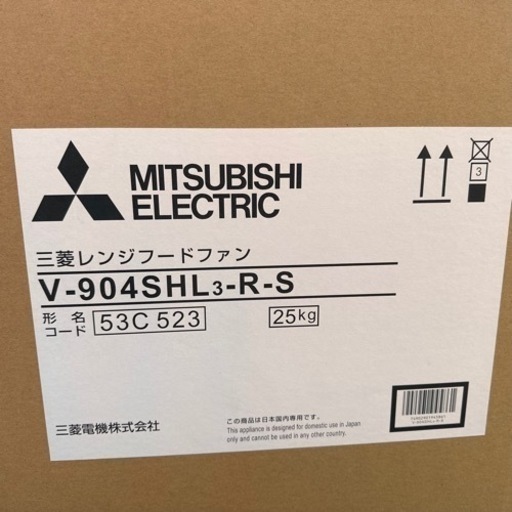 MITSUBISHI
ELECTRIC
3
三菱レンジフードファン
V-904SHL3-R-S
形名
コード 53C 523 25kg
三菱電機株式会社
この商品は日本国内専用です。
This appliance is designed for domestic use in Japan
only and cannot be used in any other country.
V-904SHL3-R-S